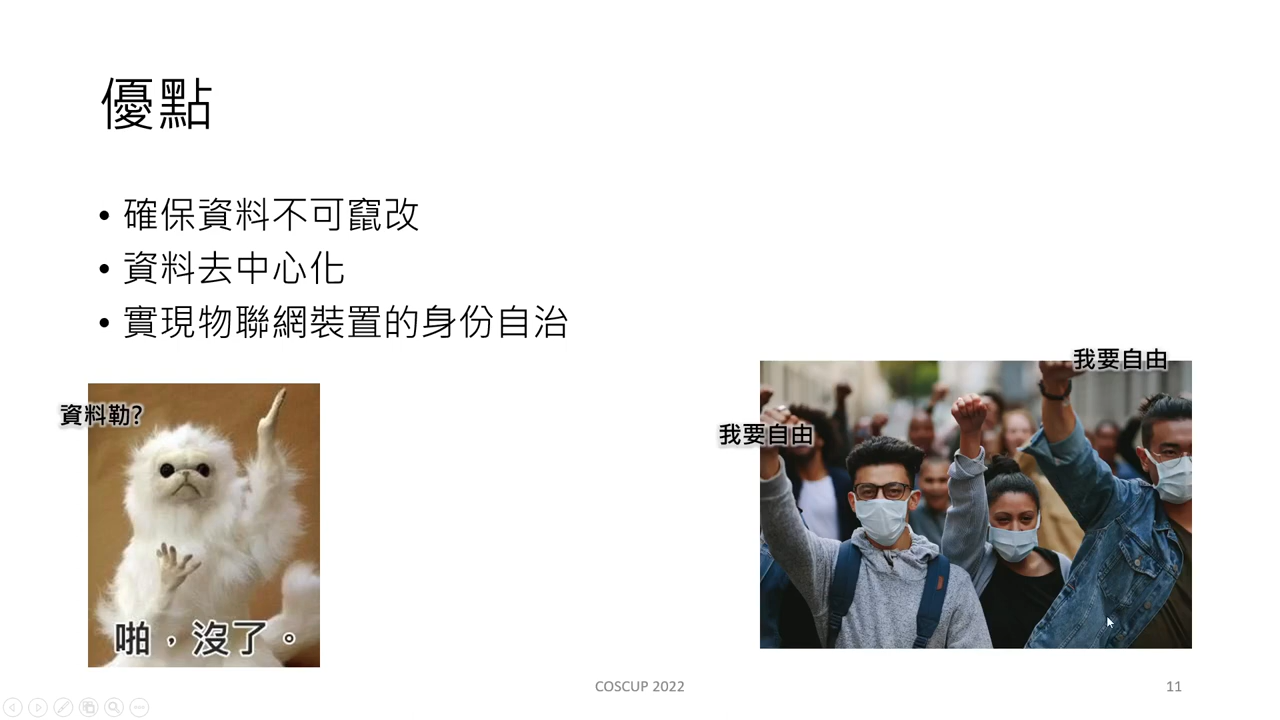 優點
• 確保資料不可竄改
• 資料去中心化
• 實現物聯網裝置的身份自治
資料勒?
啪，沒了。
我要自由
我要自由
COSCUP 2022
11